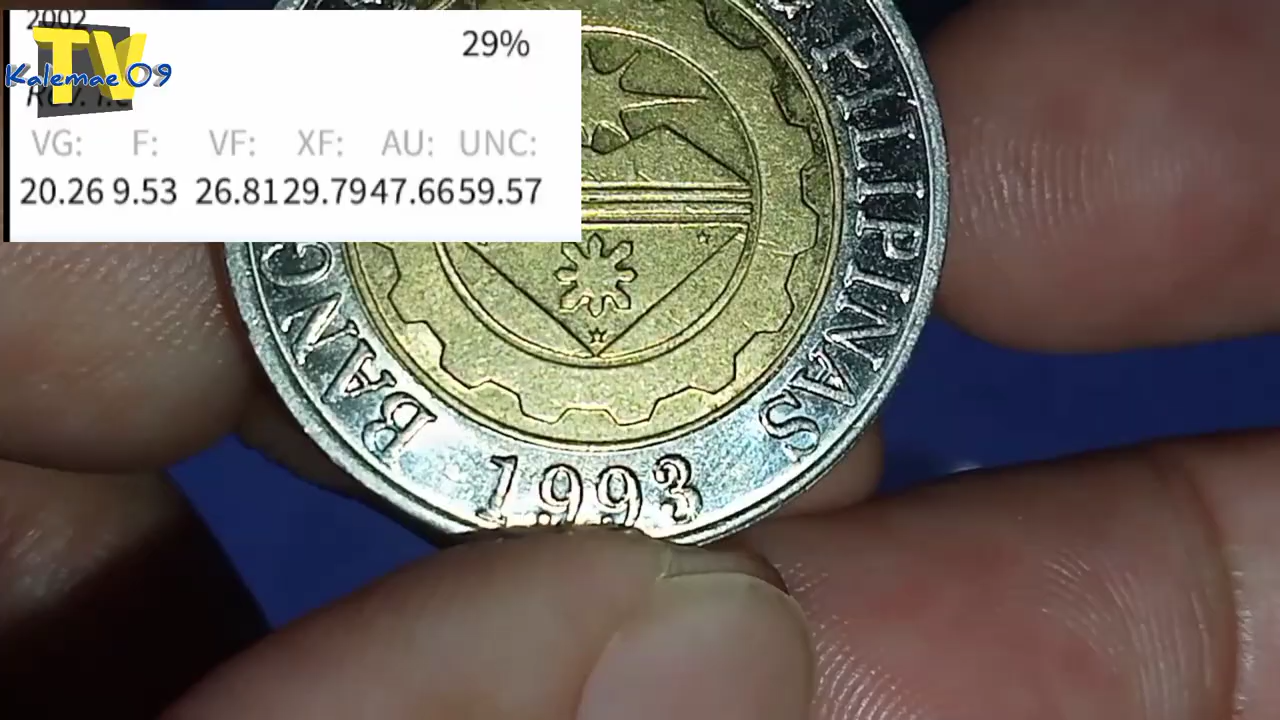 2002
29%
TV
Kalemae 09
VG: F: VF: XF: AU: UNC:
20.26 9.53 26.81 29.79 47.66 59.57
BANG
PILIPINAS
1993